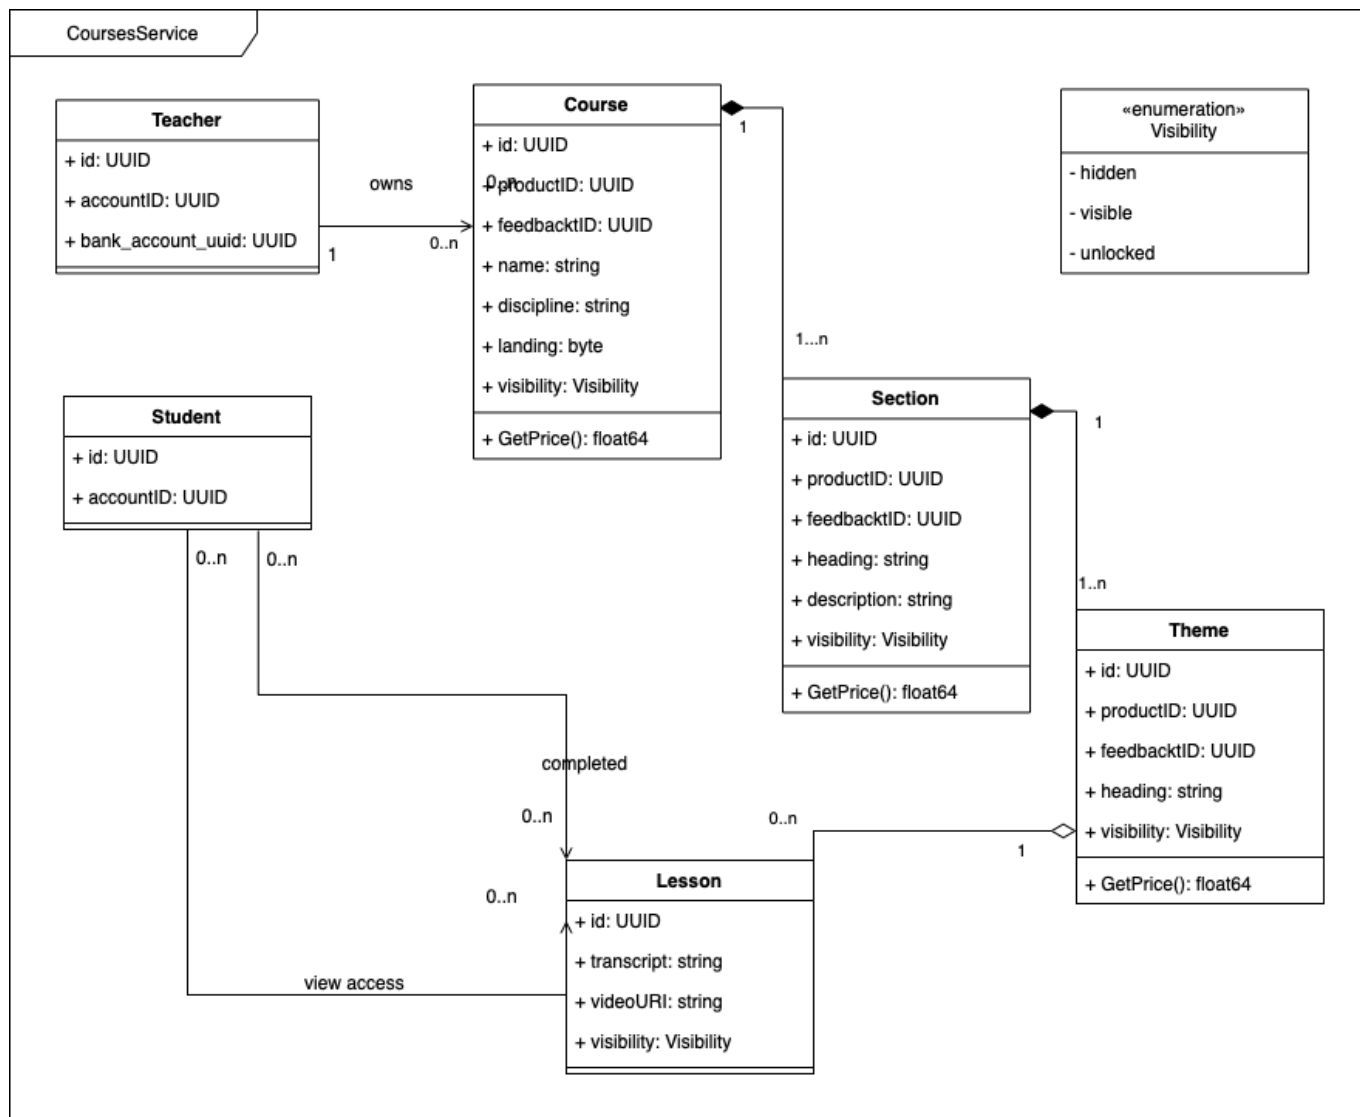 CoursesService
Teacher
+ id: UUID
+ accountID: UUID
+ bank_account_uuid: UUID
owns
1
0..n
Course
+ id: UUID
0..n
+ productID: UUID
+ feedbacktID: UUID
+ name: string
+ discipline: string
+ landing: byte
+ visibility: Visibility
+ GetPrice(): float64
1
1...n
«enumeration»
Visibility
- hidden
- visible
- unlocked
Section
+ id: UUID
+ productID: UUID
+ feedbacktID: UUID
+ heading: string
+ description: string
+ visibility: Visibility
+ GetPrice(): float64
1
1..n
Student
+ id: UUID
+ accountID: UUID
0..n
0..n
Theme
+ id: UUID
+ productID: UUID
+ feedbacktID: UUID
+ heading: string
+ visibility: Visibility
+ GetPrice(): float64
completed
0..n
0..n
1
0..n
view access
Lesson
+ id: UUID
+ transcript: string
+ videoURI: string
+ visibility: Visibility